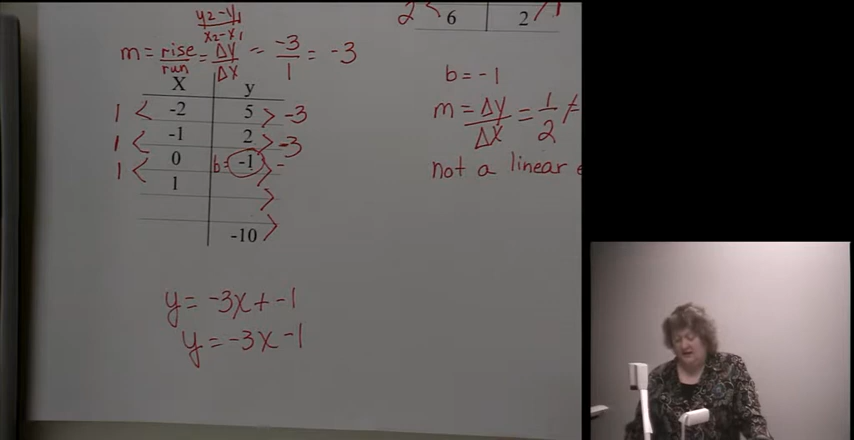 y2-y1
x2-x1
m = rise/run = Δy/Δx = -3/1 = -3
x y
1 < -2 5 > -3
1 < -1 2 > -3
1 < 0 b = -1 > -
1 >
-10 >
y = -3x + -1
y = -3x - 1
2 < 6 2 > 1
b = -1
m = Δy/Δx = 1/2 ≠
not a linear